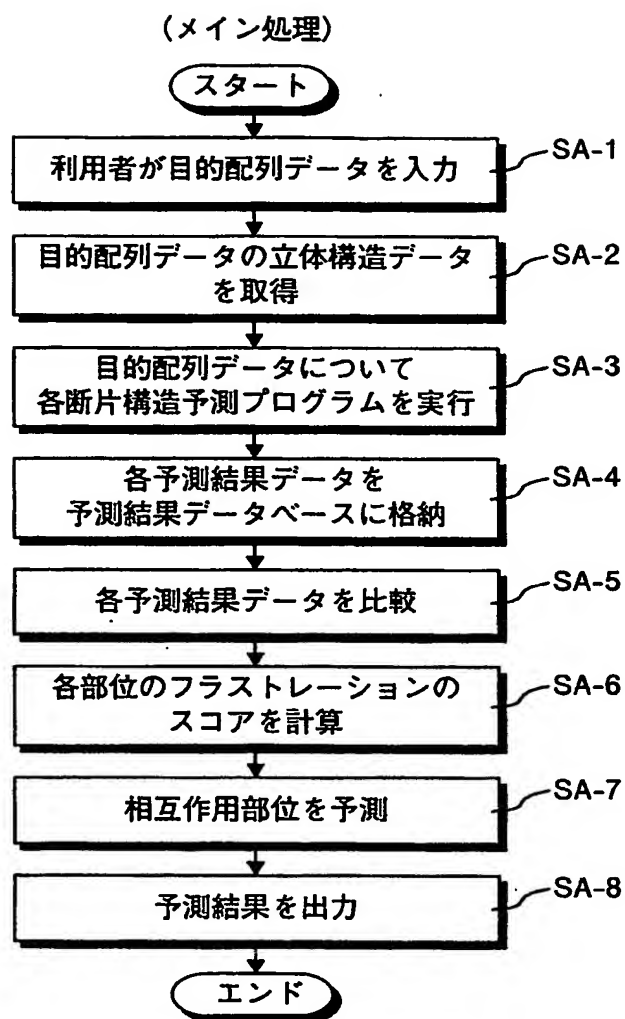 (メイン処理)
スタート
利用者が目的配列データを入力
SA-1
目的配列データの立体構造データ
を取得
SA-2
目的配列データについて
各断片構造予測プログラムを実行
SA-3
各予測結果データを
予測結果データベースに格納
SA-4
各予測結果データを比較
SA-5
各部位のフラストレーションの
スコアを計算
SA-6
相互作用部位を予測
SA-7
予測結果を出力
SA-8
エンド